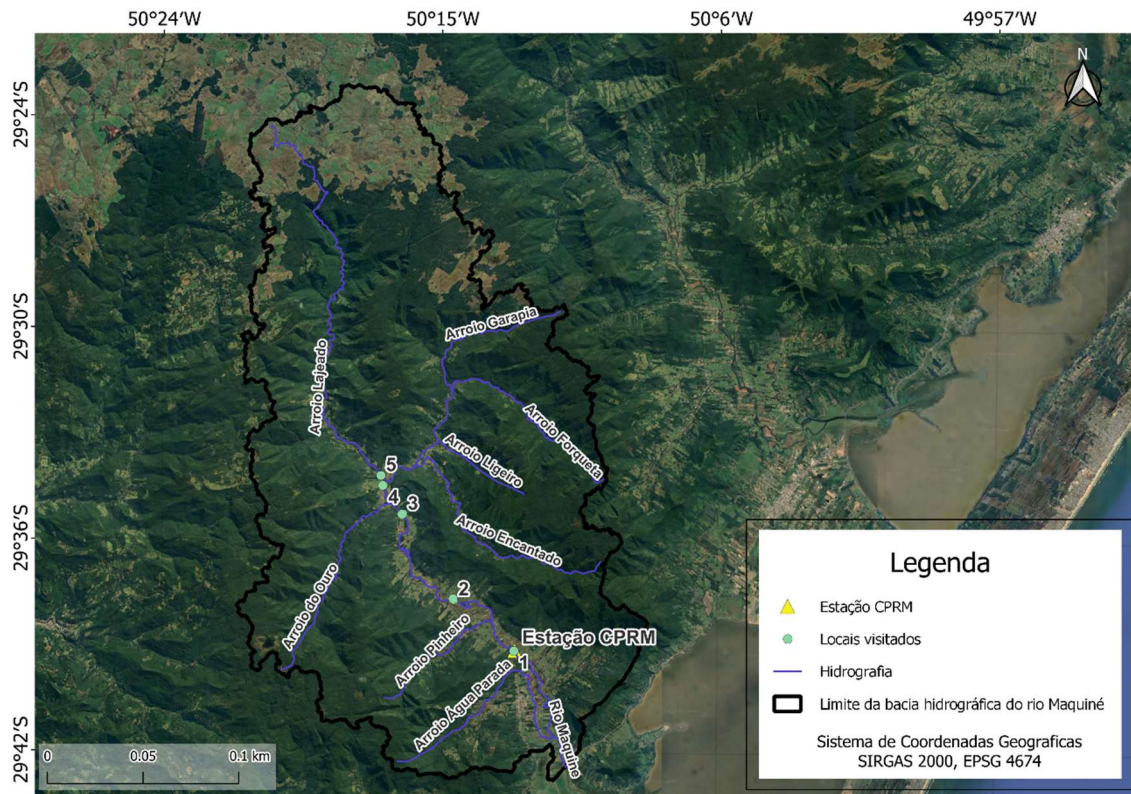 50°24'W
50°15'W
50°6'W
49°57'W
N
29°24'S
29°30'S
29°36'S
29°42'S
Arroio Garapia
Arroio Lajeado
Arroio Forqueta
Arroio Ligeiro
5
4
3
Arroio Encantado
Arroio do Ouro
2
Arroio Pinheiro
Estação CPRM
1
Arroio Água Parada
Rio Maquine
0
0.05
0.1 km
Legenda
Estação CPRM
Locais visitados
Hidrografia
Limite da bacia hidrográfica do rio Maquiné
Sistema de Coordenadas Geograficas
SIRGAS 2000, EPSG 4674